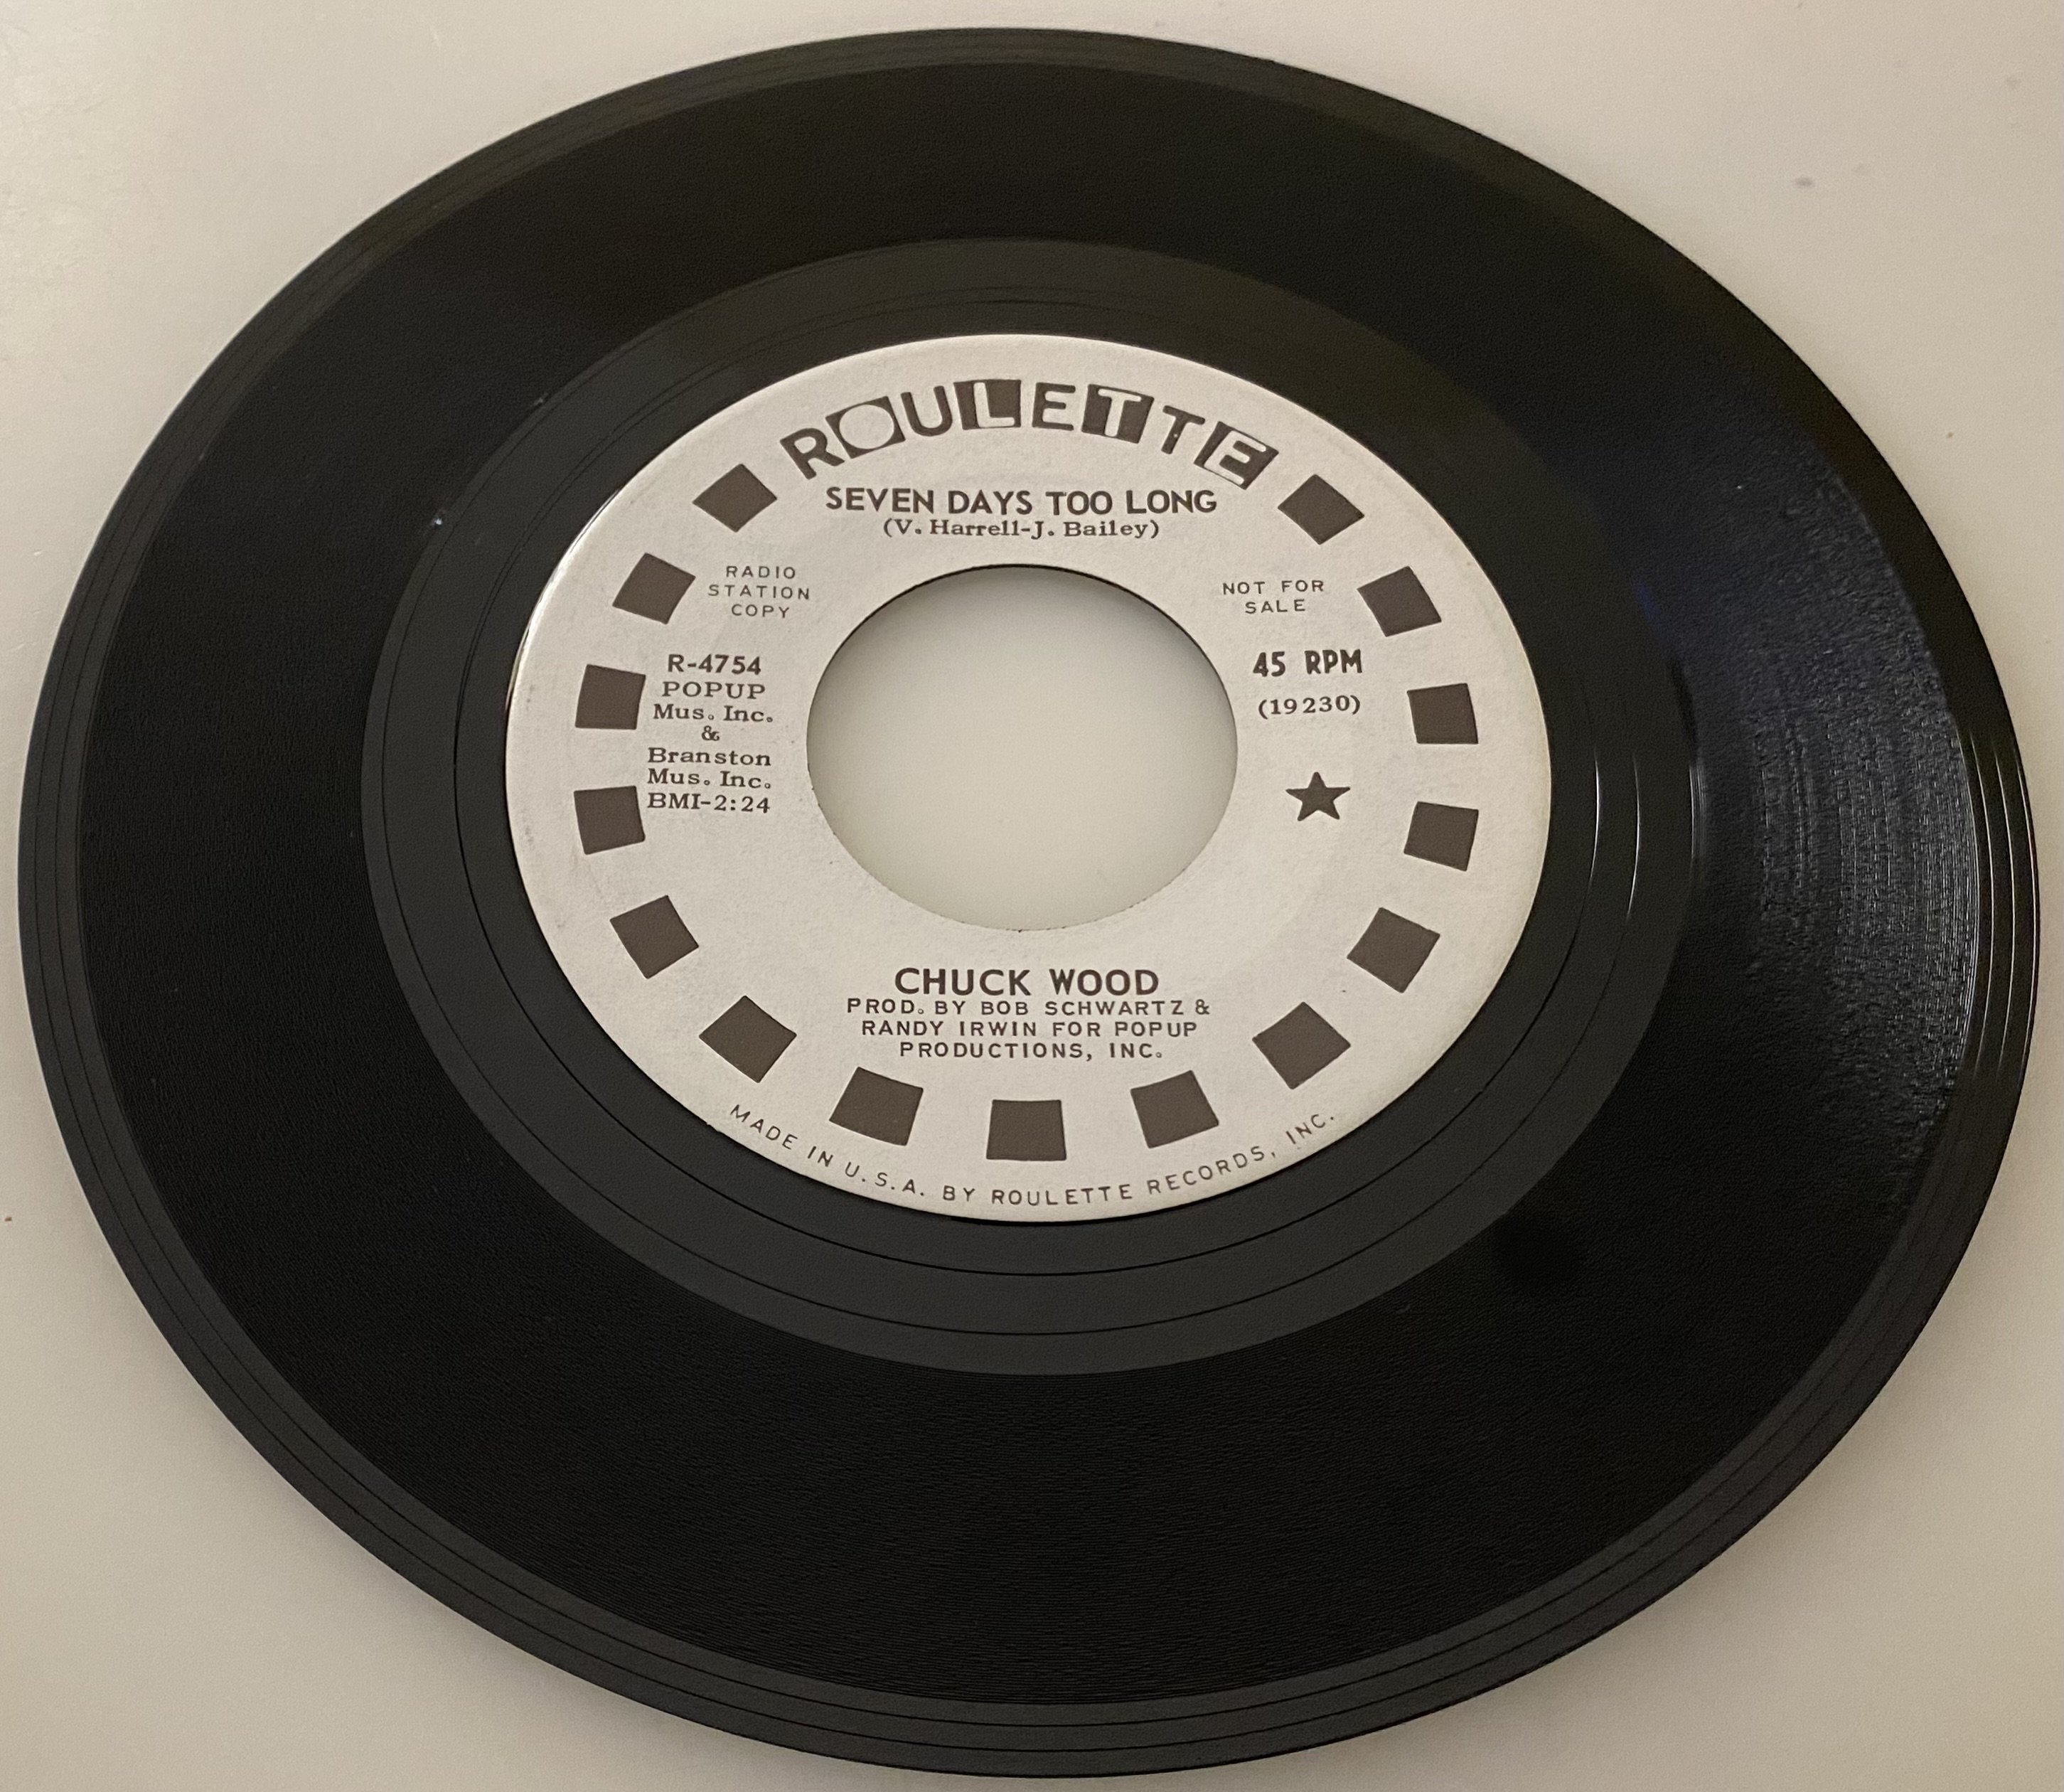 ROULETTE
SEVEN DAYS TOO LONG
(V. Harrell-J. Bailey)
RADIO
STATION
COPY
NOT FOR
SALE
R-4754
POPUP
Mus. Inc.
&
Branston
Mus. Inc.
BMI-2:24
45 RPM
(19230)
CHUCK WOOD
PROD. BY BOB SCHWARTZ &
RANDY IRWIN FOR POPUP
PRODUCTIONS, INC.
MADE IN U.S.A. BY ROULETTE RECORDS, INC.